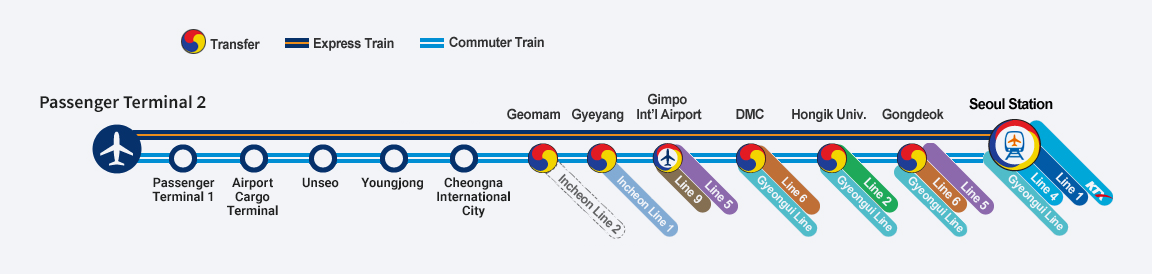 Transfer
Express Train
Commuter Train
Passenger Terminal 2
Geomam
Gyeyang
Gimpo
Int'l Airport
DMC
Hongik Univ.
Gongdeok
Seoul Station
Passenger
Terminal 1
Airport
Cargo
Terminal
Unseo
Youngjong
Cheongna
International
City
Incheon Line 2
Incheon Line 1
Line 9
Line 5
Gyeongui Line
Line 6
Gyeongui Line
Line 2
Gyeongui Line
Line 6
Line 5
Gyeongui Line
Line 4
Line 1
KTX